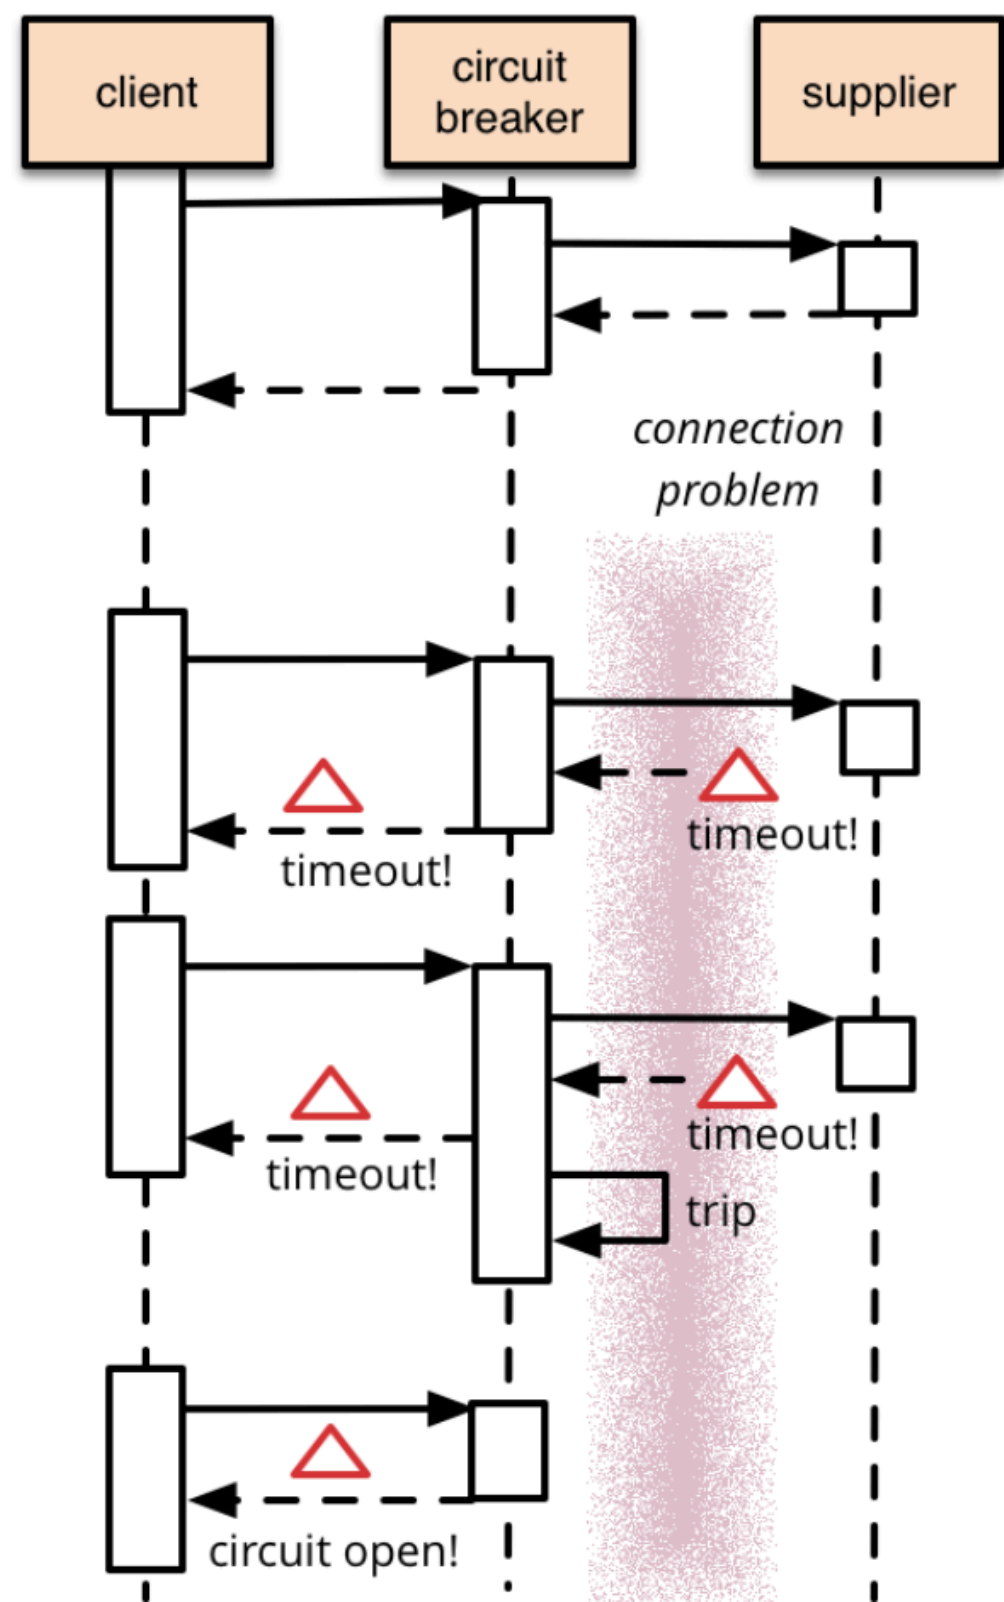 client
circuit
breaker
supplier
connection
problem
timeout!
timeout!
timeout!
timeout!
trip
circuit open!